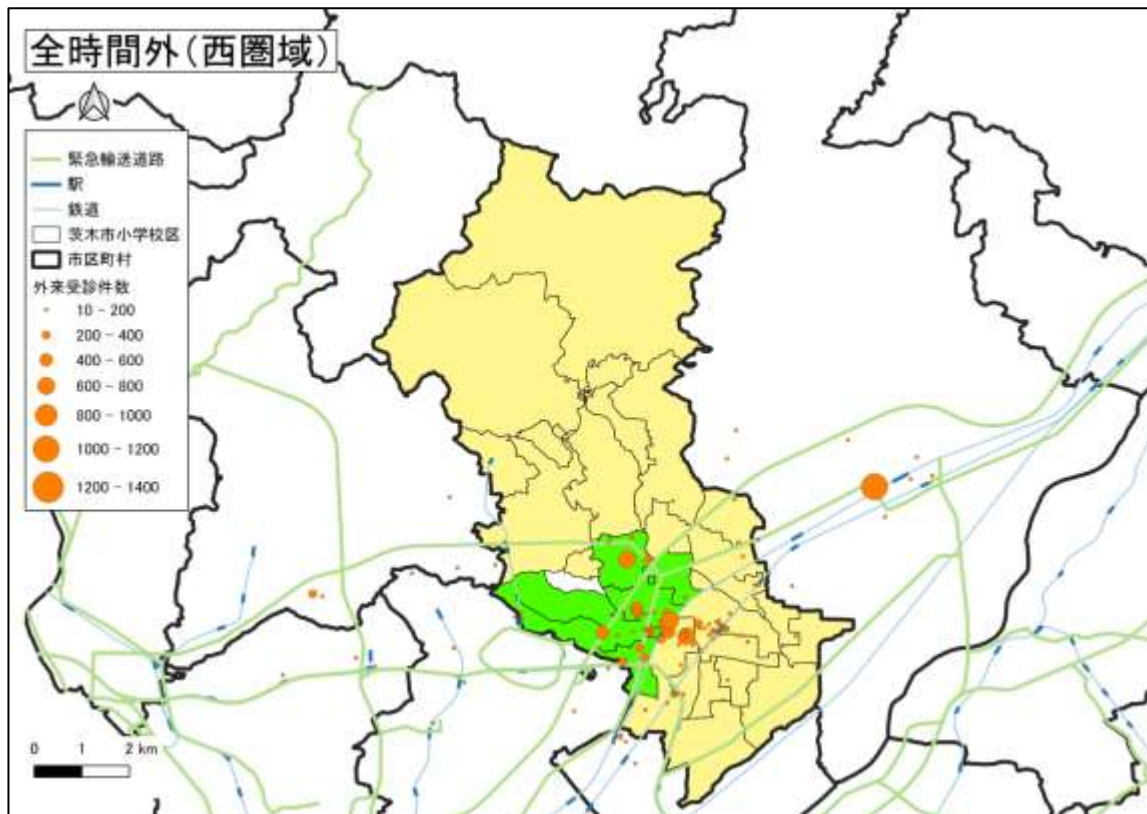 全時間外(西圏域)
緊急輸送道路
駅
鉄道
茨木市小学校区
市区町村
外来受診件数
10 - 200
200 - 400
400 - 600
600 - 800
800 - 1000
1000 - 1200
1200 - 1400
0 1 2 km